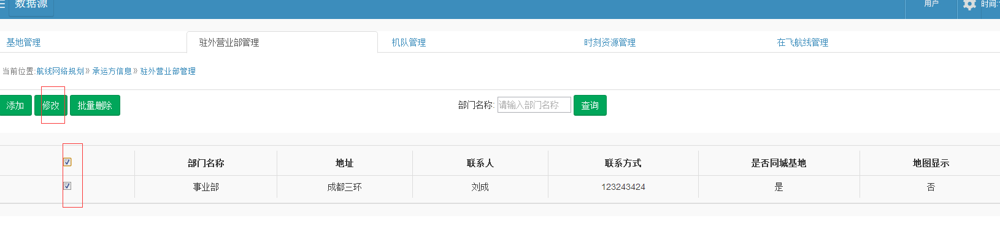 数据源 用户 时间:
基地管理 驻外营业部管理 机队管理 时刻资源管理 在飞航线管理
当前位置:航线网络规划》承运方信息》驻外营业部管理
添加 修改 批量删除 部门名称: 请输入部门名称 查询
部门名称 地址 联系人 联系方式 是否同城基地 地图显示
事业部 成都三环 刘成 123243424 是 否